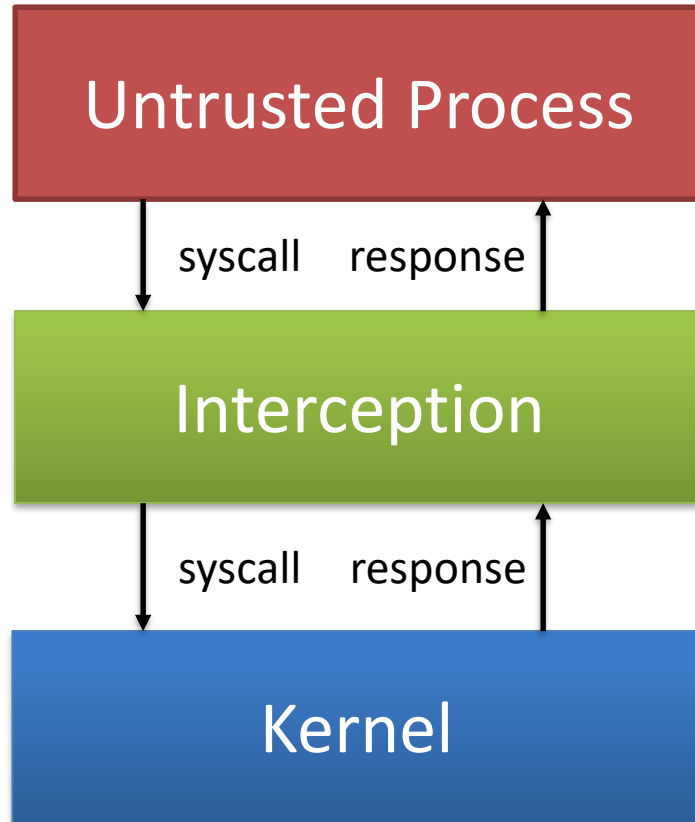 Untrusted Process
syscall response
Interception
syscall response
Kernel